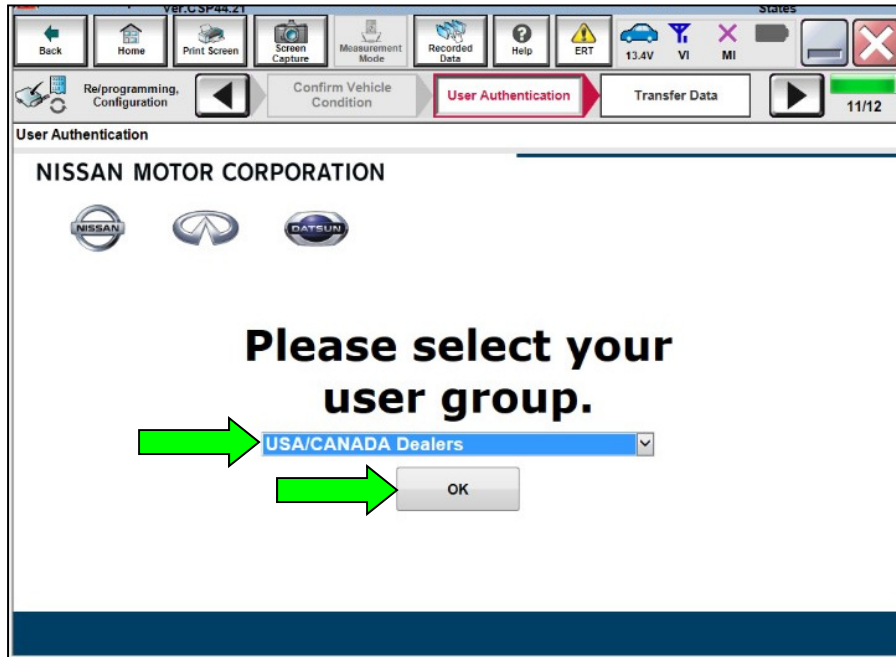 Ver.CSP44.21
States
Back
Home
Print Screen
Screen
Capture
Measurement
Mode
Recorded
Data
Help
ERT
13.4V
VI
MI
Re/programming,
Configuration
Confirm Vehicle
Condition
User Authentication
Transfer Data
11/12
User Authentication
NISSAN MOTOR CORPORATION
NISSAN
DATSUN
Please select your
user group.
USA/CANADA Dealers
OK